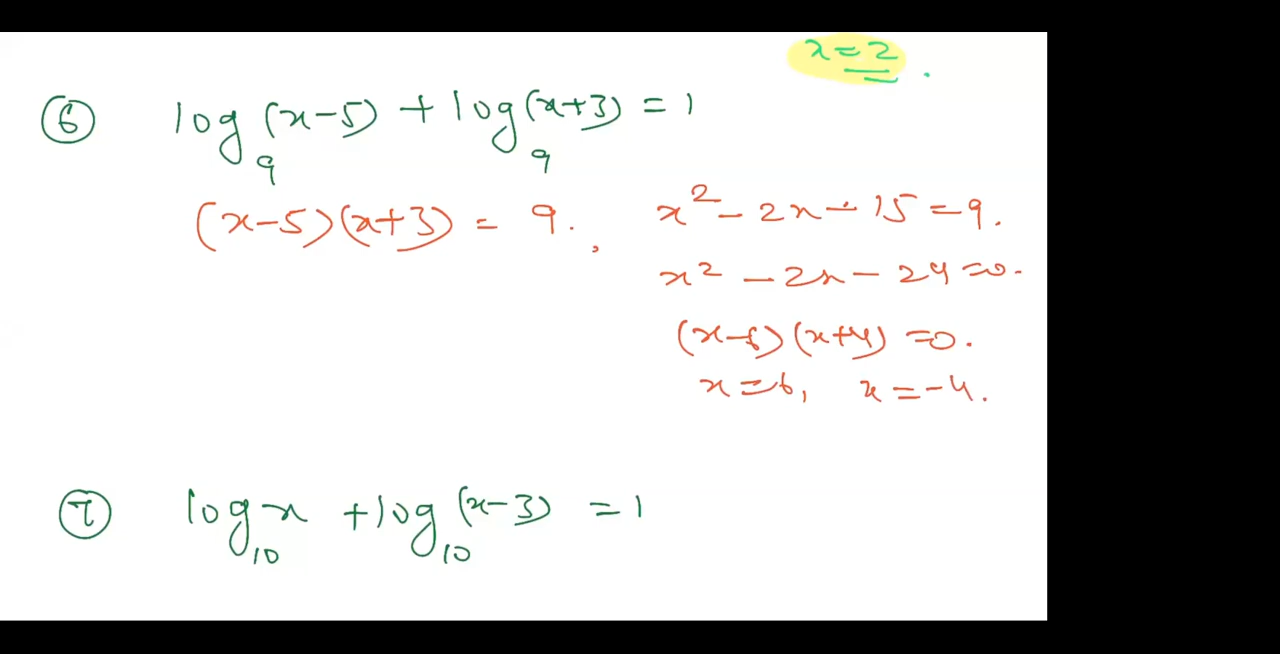 x = 2 .
⑥ log₉(x-5) + log₉(x+3) = 1
(x-5)(x+3) = 9. , x² - 2x - 15 = 9.
x² - 2x - 24 = 0.
(x-6)(x+4) = 0.
x = 6, x = -4.
⑦ log₁₀x + log₁₀(x-3) = 1